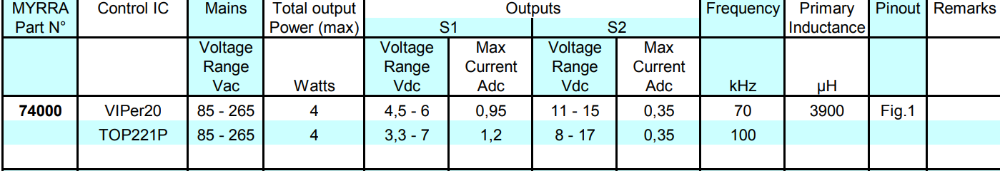 MYRRA Control IC Mains Total output Outputs Frequency Primary Pinout Remarks
Part N° Power (max) S1 S2 Inductance
Voltage Voltage Max Voltage Max
Range Range Current Range Current
Vac Watts Vdc Adc Vdc Adc kHz µH
74000 VIPer20 85 - 265 4 4,5 - 6 0,95 11 - 15 0,35 70 3900 Fig.1
TOP221P 85 - 265 4 3,3 - 7 1,2 8 - 17 0,35 100